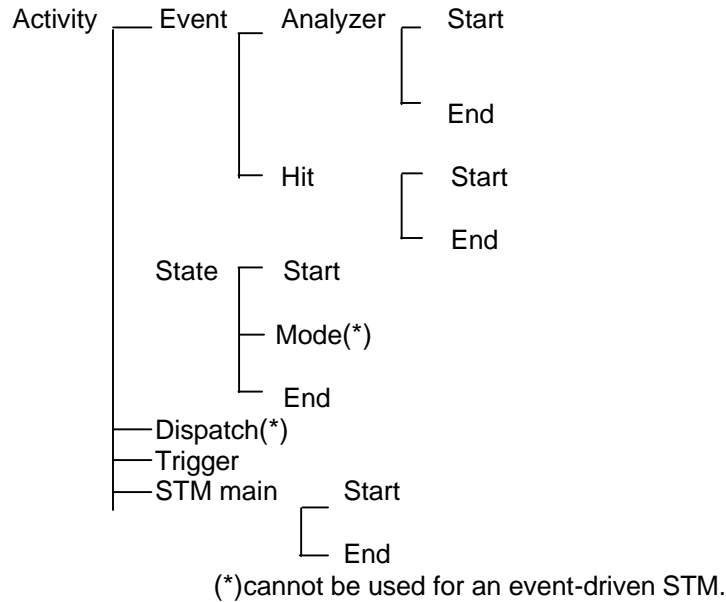 Activity Event Analyzer Start
End
Hit Start
End
State Start
Mode(*)
End
Dispatch(*)
Trigger
STM main Start
End
(*)cannot be used for an event-driven STM.